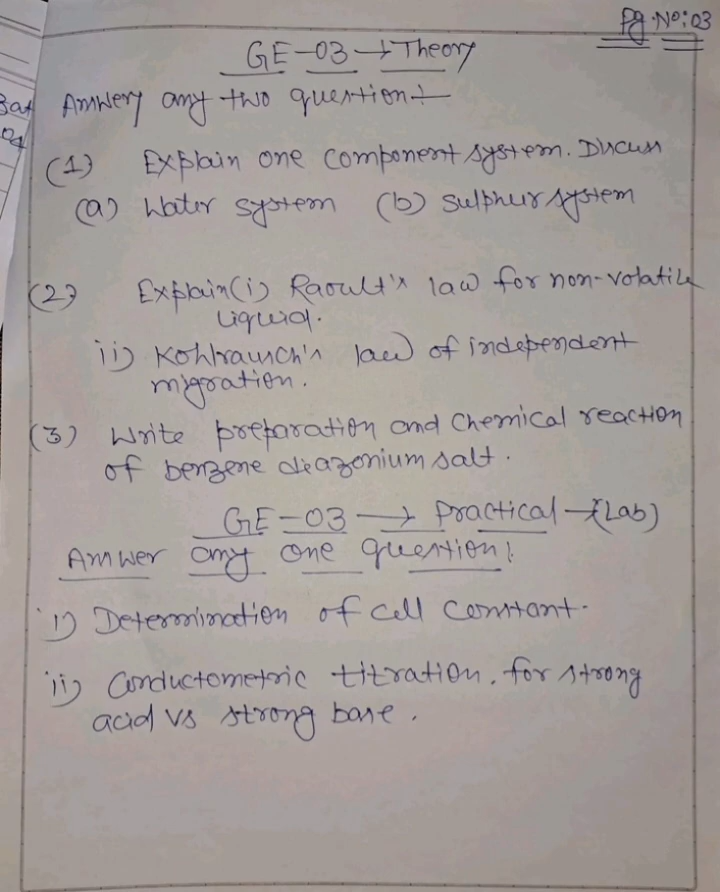 Pg. No: 03
GE-03 → Theory
Answer any two question:-
(1) Explain one component system. Discuss
(a) Water system (b) Sulphur system
(2) Explain (i) Raoult's law for non-volatile
liquid.
ii) Kohlrausch's law of independent
migration.
(3) Write preparation and chemical reaction
of benzene diazonium salt.
GE-03 → Practical → (Lab)
Answer any one question:
i) Determination of cell constant.
ii) Conductometric titration. for strong
acid vs strong base.